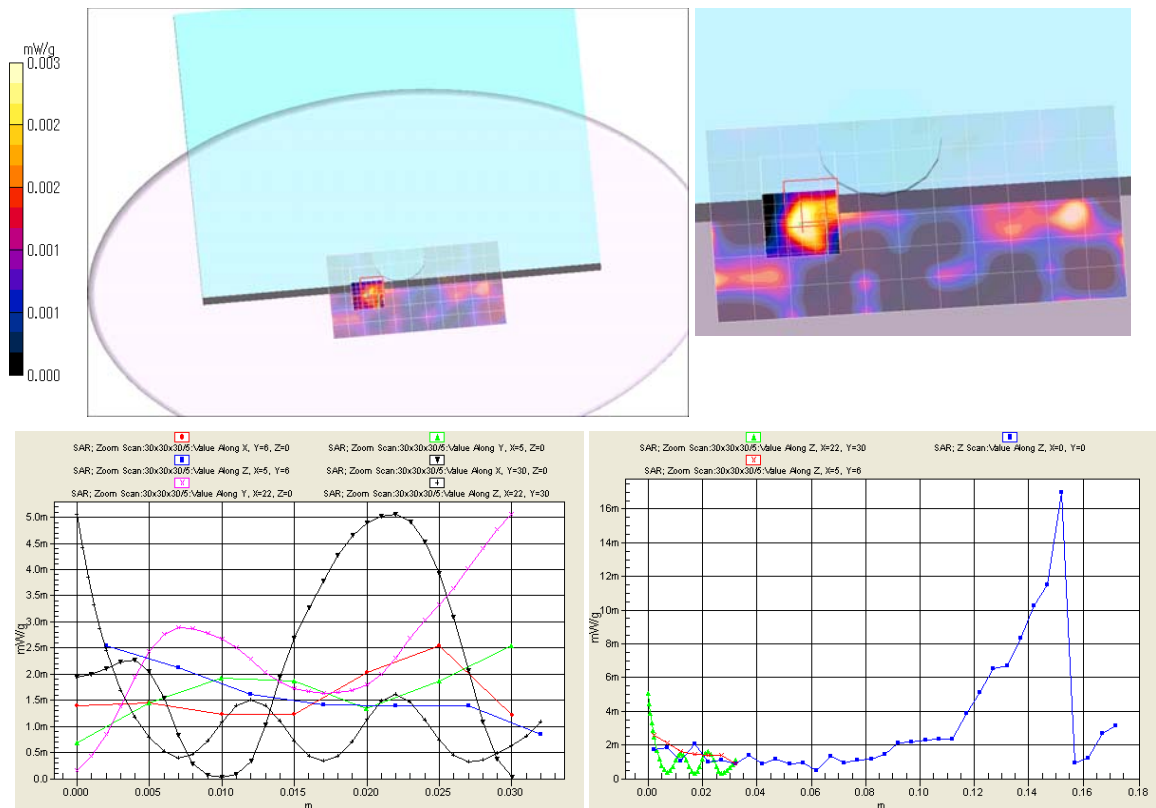 mW/g
0.003
0.002
0.002
0.001
0.001
0.000
SAR; Zoom Scan:30x30x30/5:Value Along X, Y=6, Z=0
SAR; Zoom Scan:30x30x30/5:Value Along Y, X=5, Z=0
SAR; Zoom Scan:30x30x30/5:Value Along Z, X=5, Y=6
SAR; Zoom Scan:30x30x30/5:Value Along X, Y=30, Z=0
SAR; Zoom Scan:30x30x30/5:Value Along Y, X=22, Z=0
SAR; Zoom Scan:30x30x30/5:Value Along Z, X=22, Y=30
5.0m
4.5m
4.0m
3.5m
3.0m
2.5m
2.0m
1.5m
1.0m
0.5m
0.0
mW/g
0.000
0.005
0.010
0.015
0.020
0.025
0.030
m
SAR; Zoom Scan:30x30x30/5:Value Along Z, X=22, Y=30
SAR; Z Scan:Value Along Z, X=0, Y=0
SAR; Zoom Scan:30x30x30/5:Value Along Z, X=5, Y=6
16m
14m
12m
10m
8m
6m
4m
2m
0
mW/g
0.00
0.02
0.04
0.06
0.08
0.10
0.12
0.14
0.16
0.18
m